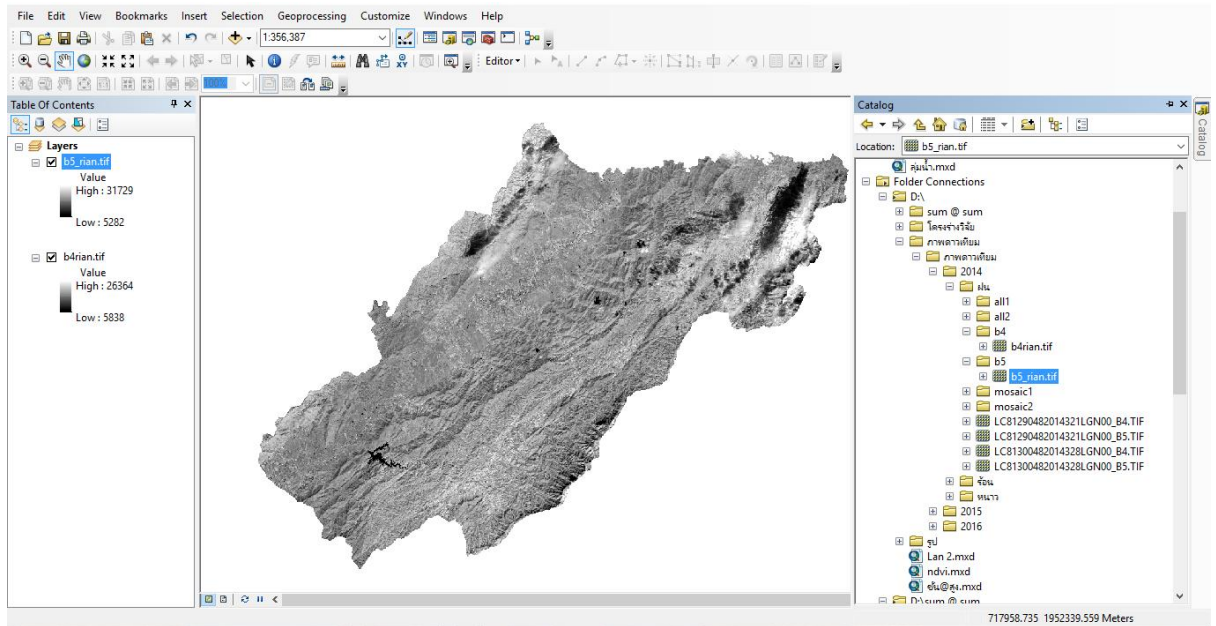 File Edit View Bookmarks Insert Selection Geoprocessing Customize Windows Help
1:356,387
Editor
100%
Table Of Contents
Layers
b5_rian.tif
Value
High : 31729
Low : 5282
b4rian.tif
Value
High : 26364
Low : 5838
Catalog
Location: b5_rian.tif
ลุ่มน้ำ.mxd
Folder Connections
D:\
sum @ sum
โครงร่างวิจัย
ภาพดาวเทียม
ภาพดาวเทียม
2014
ฝน
all1
all2
b4
b4rian.tif
b5
b5_rian.tif
mosaic1
mosaic2
LC81290482014321LGN00_B4.TIF
LC81290482014321LGN00_B5.TIF
LC81300482014328LGN00_B4.TIF
LC81300482014328LGN00_B5.TIF
ร้อน
หนาว
2015
2016
รูป
Lan 2.mxd
ndvi.mxd
D:\sum @ sum
Catalog
717958.735 1952339.559 Meters